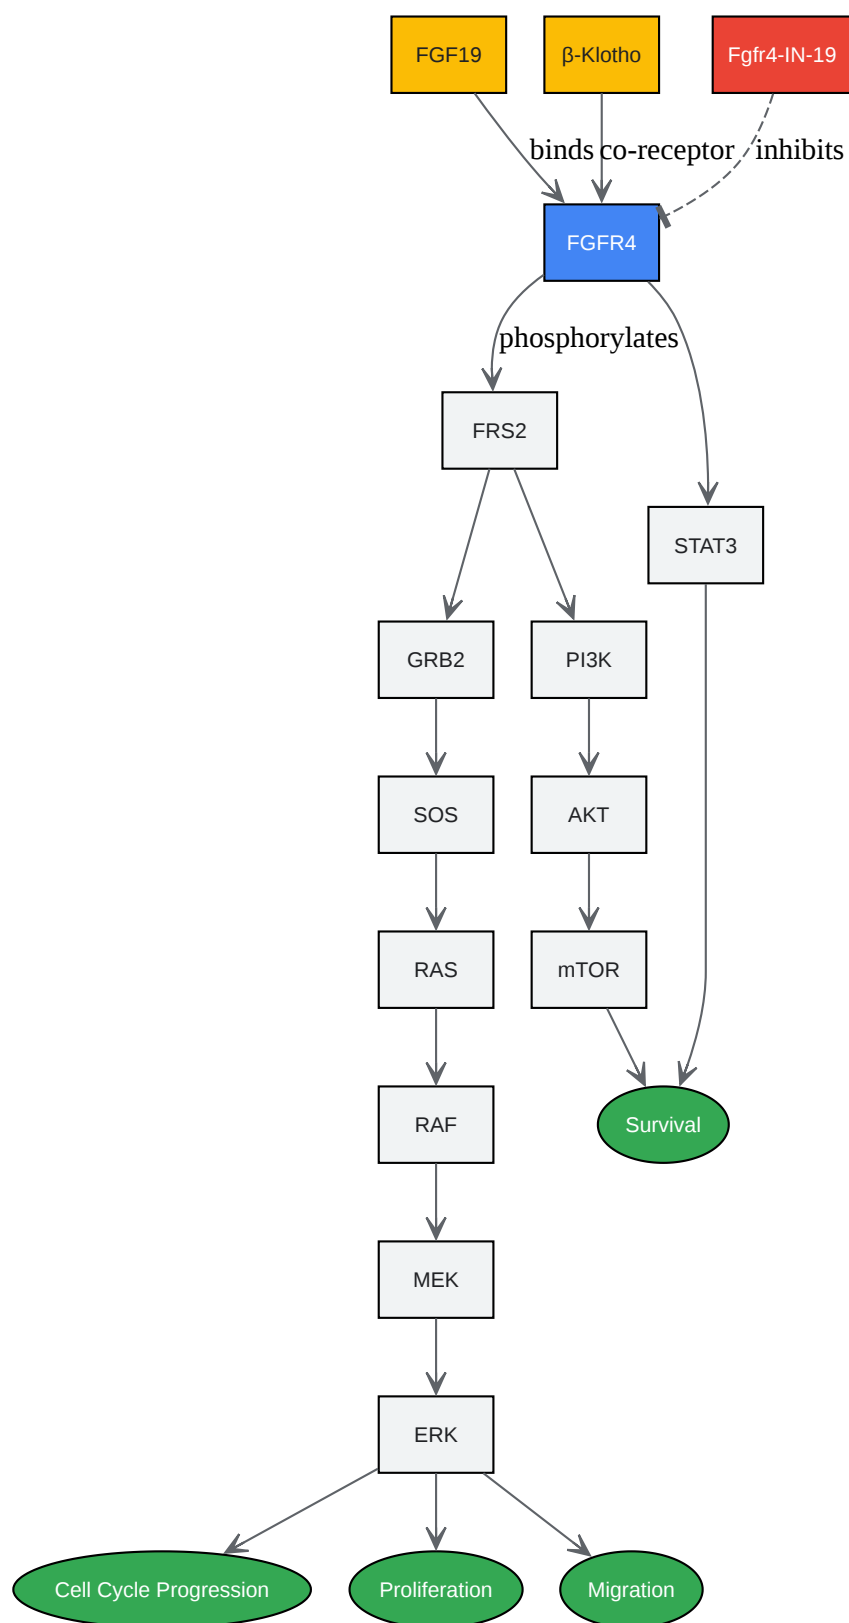 FGF19
β-Klotho
Fgfr4-IN-19
binds
co-receptor
inhibits
FGFR4
phosphorylates
FRS2
STAT3
GRB2
PI3K
SOS
AKT
RAS
mTOR
RAF
Survival
MEK
ERK
Cell Cycle Progression
Proliferation
Migration